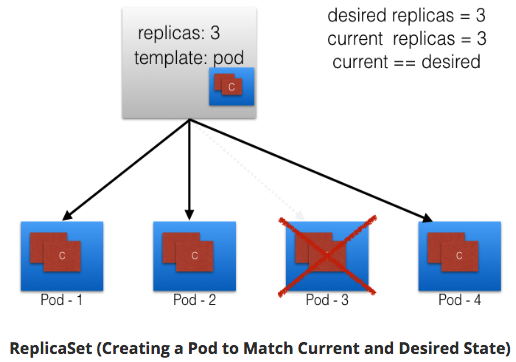 replicas: 3
template: pod
C
desired replicas = 3
current replicas = 3
current == desired
C
C
C
Pod - 1
Pod - 2
Pod - 3
Pod - 4
ReplicaSet (Creating a Pod to Match Current and Desired State)